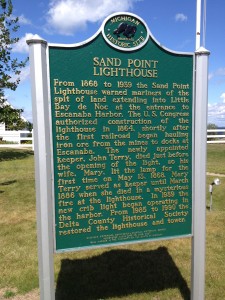 MICHIGAN
HISTORIC SITE
SAND POINT
LIGHTHOUSE
From 1868 to 1939 the Sand Point
Lighthouse warned mariners of the
spit of land extending into Little
Bay de Noc at the entrance to
Escanaba Harbor. The U. S. Congress
authorized construction of the
lighthouse in 1864, shortly after
the first railroad began hauling
iron ore from the mines to docks at
Escanaba. The newly appointed
keeper, John Terry, died just before
the opening of the light, so his
wife, Mary, lit the lamp for the
first time on May 13, 1868. Mary
Terry served as keeper until March
1886 when she died in a mysterious
fire at the lighthouse. In 1939 the
new crib light began operating in
the harbor. From 1985 to 1990 the
Delta County Historical Society
restored the lighthouse and tower.